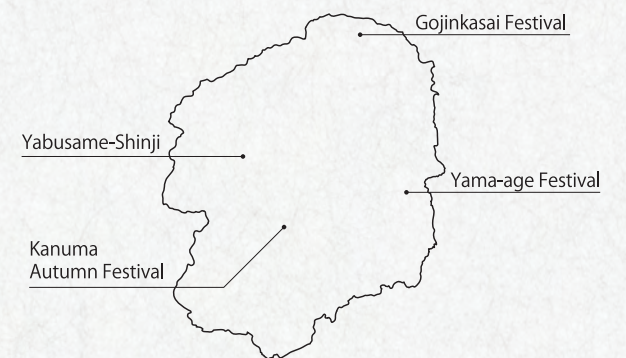 Gojinkasai Festival
Yabusame-Shinji
Yama-age Festival
Kanuma
Autumn Festival